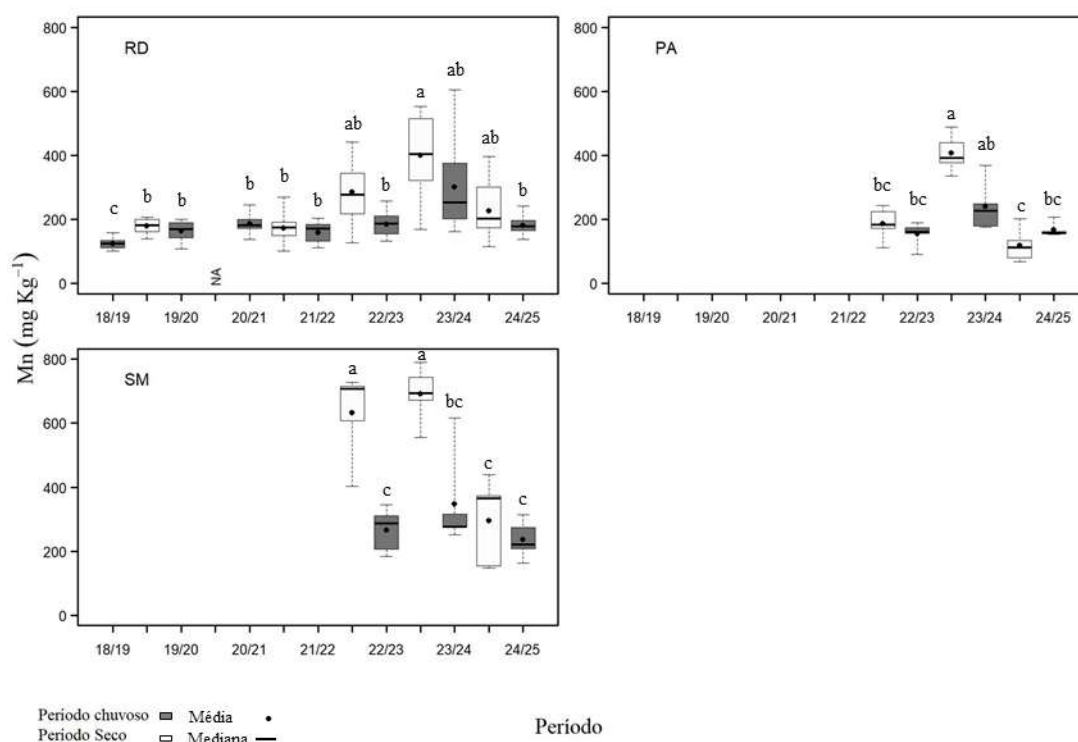 RD
800
600
400
200
0
c b b NA b b b ab b a ab ab b
18/19 19/20 20/21 21/22 22/23 23/24 24/25
PA
800
600
400
200
0
bc bc a ab c bc
18/19 19/20 20/21 21/22 22/23 23/24 24/25
Mn (mg Kg⁻¹)
SM
800
600
400
200
0
a c a bc c c
18/19 19/20 20/21 21/22 22/23 23/24 24/25
Período chuvoso Média
Período Seco Mediana
Período